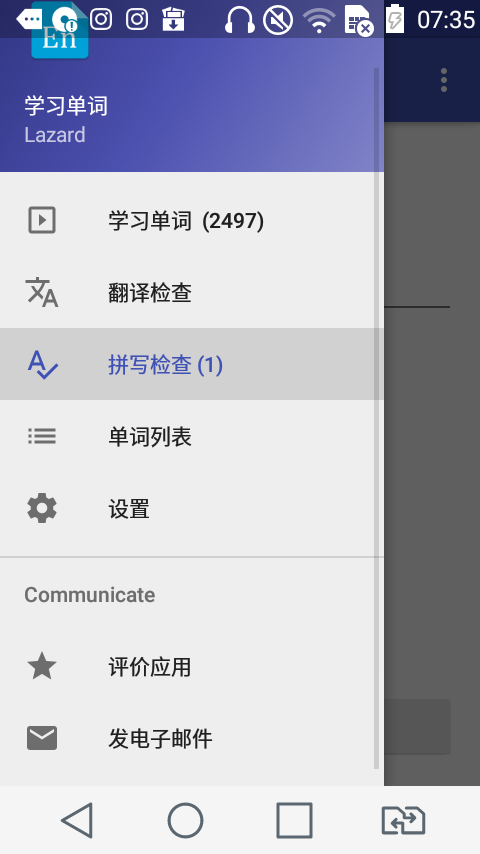 07:35
En
学习单词
Lazard
学习单词 (2497)
翻译检查
拼写检查 (1)
单词列表
设置
Communicate
评价应用
发电子邮件